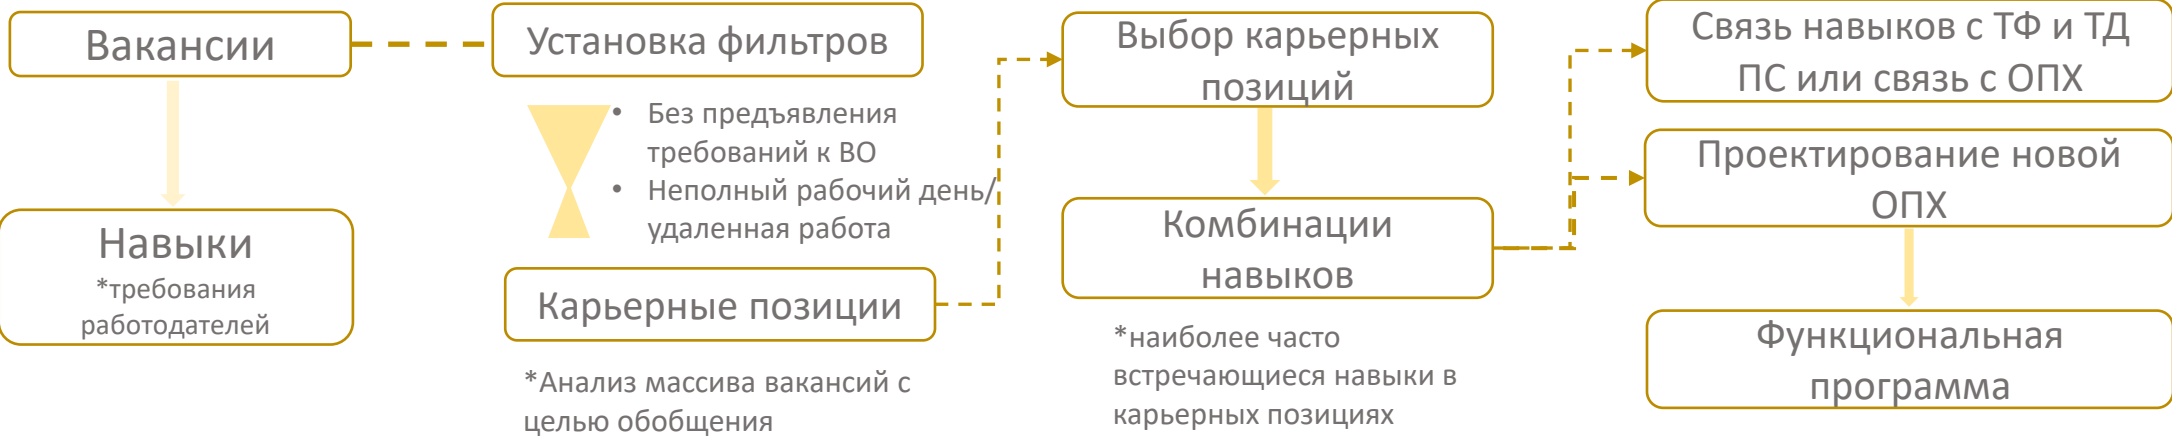 Вакансии
Навыки
*требования
работодателей
Установка фильтров
• Без предъявления
требований к ВО
• Неполный рабочий день/
удаленная работа
Карьерные позиции
*Анализ массива вакансий с
целью обобщения
Выбор карьерных
позиций
Комбинации
навыков
*наиболее часто
встречающиеся навыки в
карьерных позициях
Связь навыков с ТФ и ТД
ПС или связь с ОПХ
Проектирование новой
ОПХ
Функциональная
программа